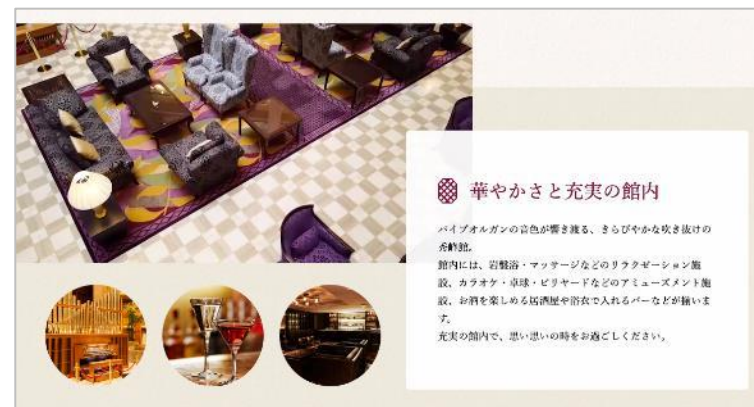 華やかさと充実の館内
パイプオルガンの音色が響き渡る、きらびやかな吹き抜けの
秀峰館。
館内には、岩盤浴・マッサージなどのリラクゼーション施
設、カラオケ・卓球・ビリヤードなどのアミューズメント施
設、お酒を楽しめる居酒屋や浴衣で入れるバーなどが揃いま
す。
充実の館内で、思い思いの時をお過ごしください。